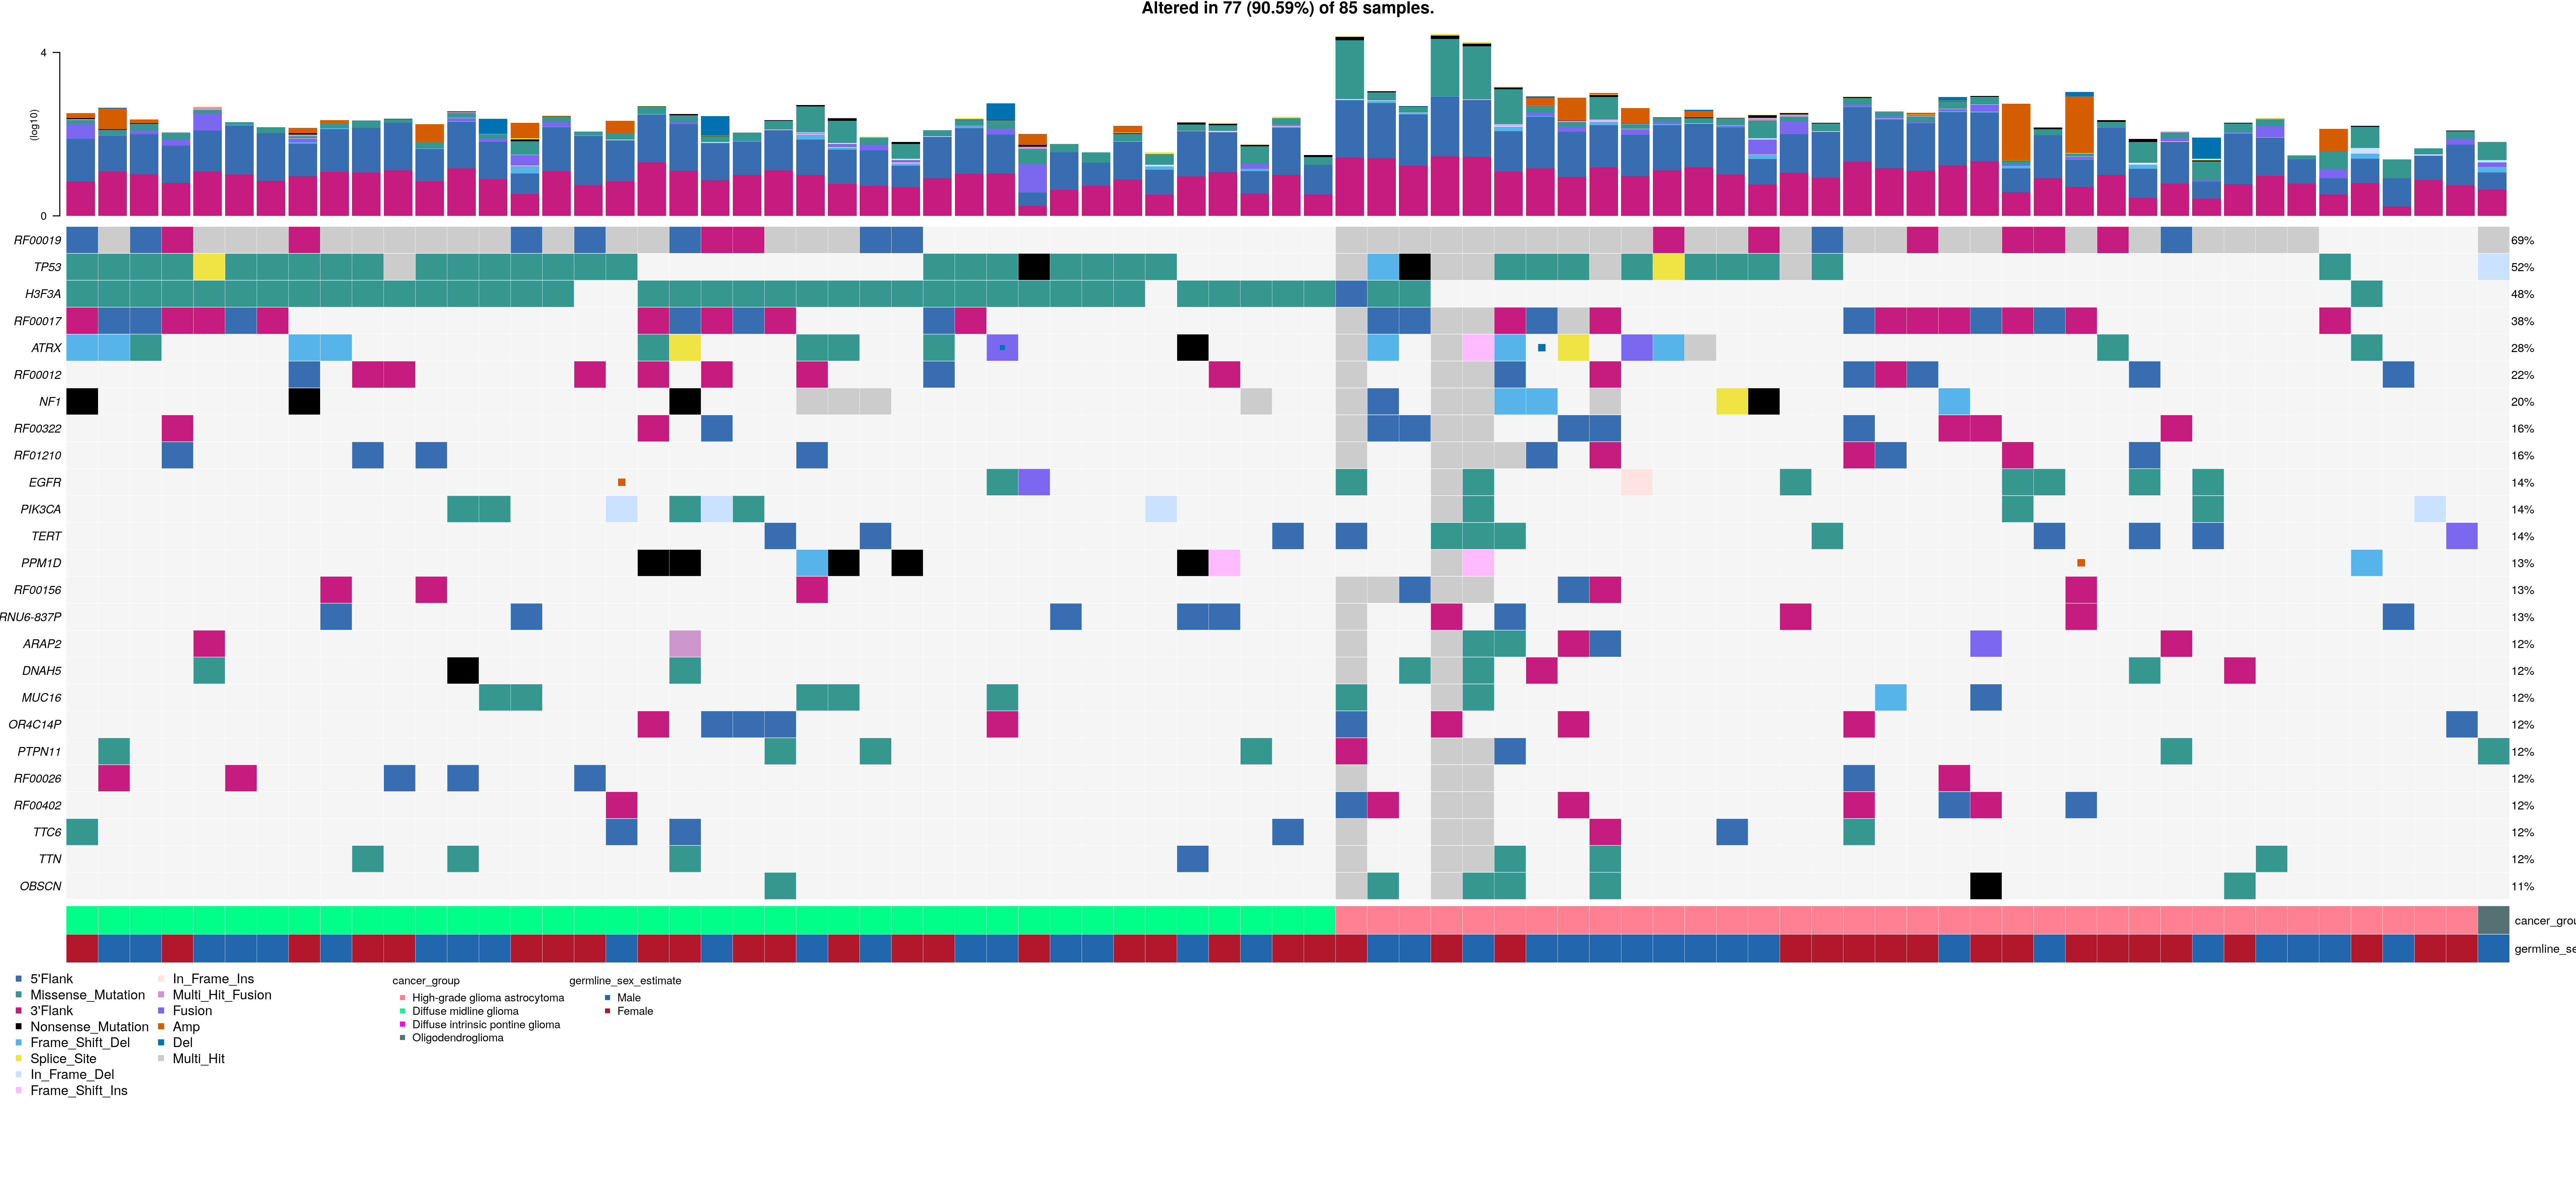 Altered in 77 (90.59%) of 85 samples.
4
(log10)
0
RF00019 69%
TP53 52%
H3F3A 48%
RF00017 38%
ATRX 28%
RF00012 22%
NF1 20%
RF00322 16%
RF01210 16%
EGFR 14%
PIK3CA 14%
TERT 14%
PPM1D 13%
RF00156 13%
RNU6-837P 13%
ARAP2 12%
DNAH5 12%
MUC16 12%
OR4C14P 12%
PTPN11 12%
RF00026 12%
RF00402 12%
TTC6 12%
TTN 12%
OBSCN 11%
cancer_grou
germline_se
5'Flank
Missense_Mutation
3'Flank
Nonsense_Mutation
Frame_Shift_Del
Splice_Site
In_Frame_Del
Frame_Shift_Ins
In_Frame_Ins
Multi_Hit_Fusion
Fusion
Amp
Del
Multi_Hit
cancer_group
High-grade glioma astrocytoma
Diffuse midline glioma
Diffuse intrinsic pontine glioma
Oligodendroglioma
germline_sex_estimate
Male
Female